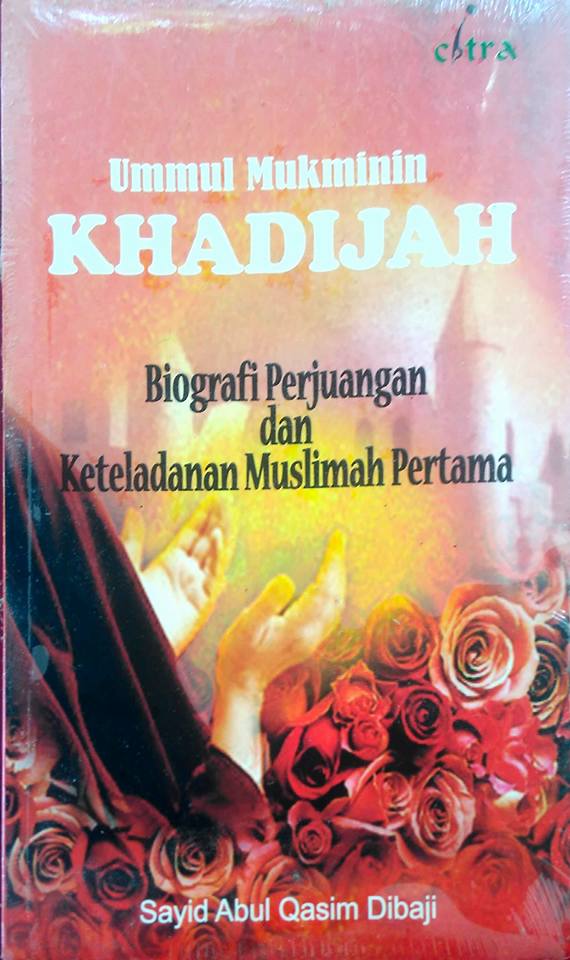 citra
Ummul Mukminin
KHADIJAH
Biografi Perjuangan
dan
Keteladanan Muslimah Pertama
Sayid Abul Qasim Dibaji